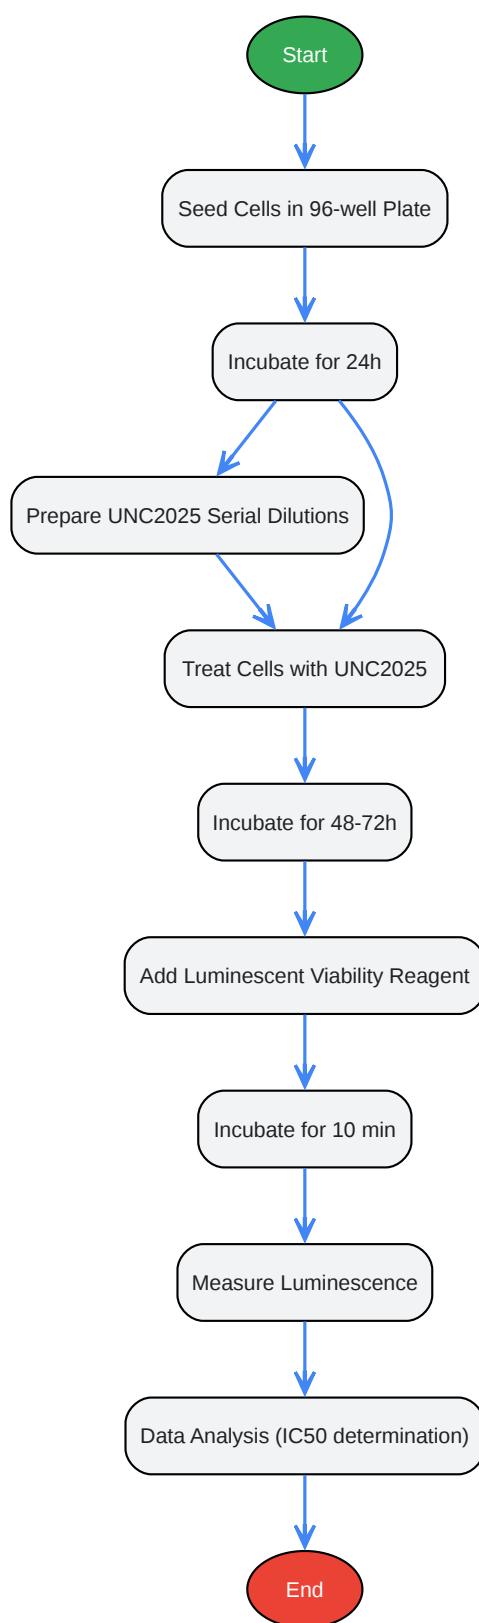 Start
Seed Cells in 96-well Plate
Incubate for 24h
Prepare UNC2025 Serial Dilutions
Treat Cells with UNC2025
Incubate for 48-72h
Add Luminescent Viability Reagent
Incubate for 10 min
Measure Luminescence
Data Analysis (IC50 determination)
End